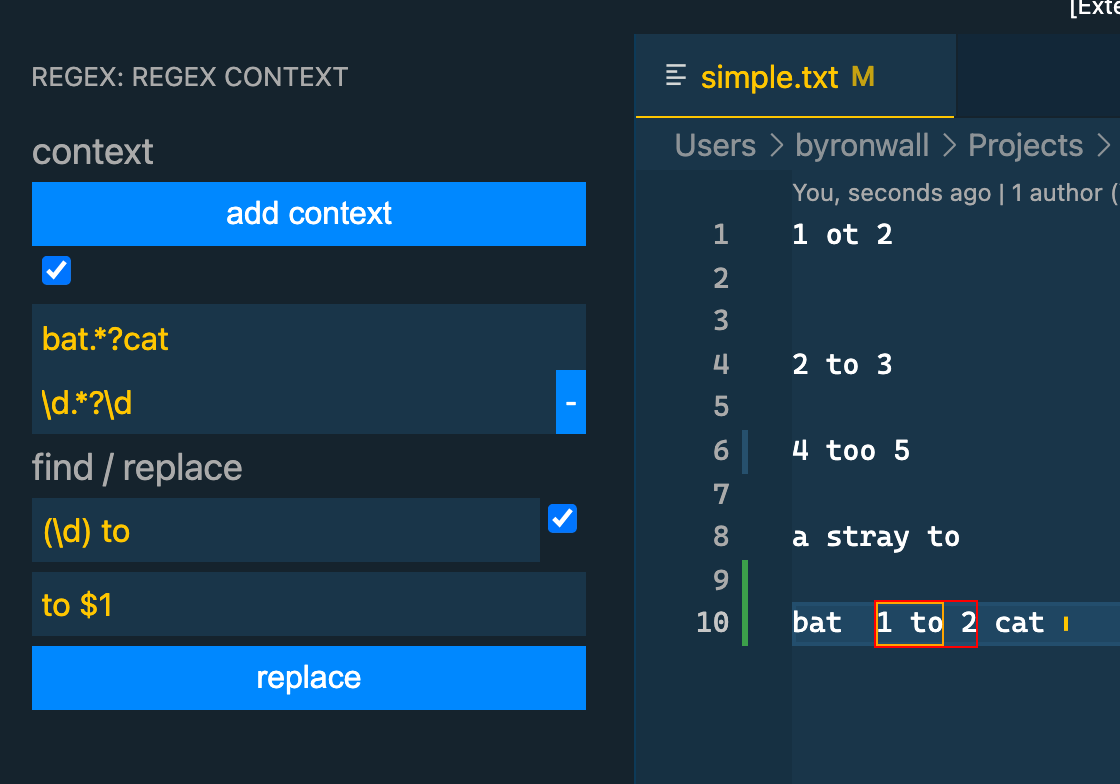 [Exte
REGEX: REGEX CONTEXT
context
add context
bat.*?cat
\d.*?\d
-
find / replace
(\d) to
to $1
replace
simple.txt M
Users > byronwall > Projects >
You, seconds ago | 1 author (
1 1 ot 2
2
3
4 2 to 3
5
6 4 too 5
7
8 a stray to
9
10 bat  1 to 2 cat